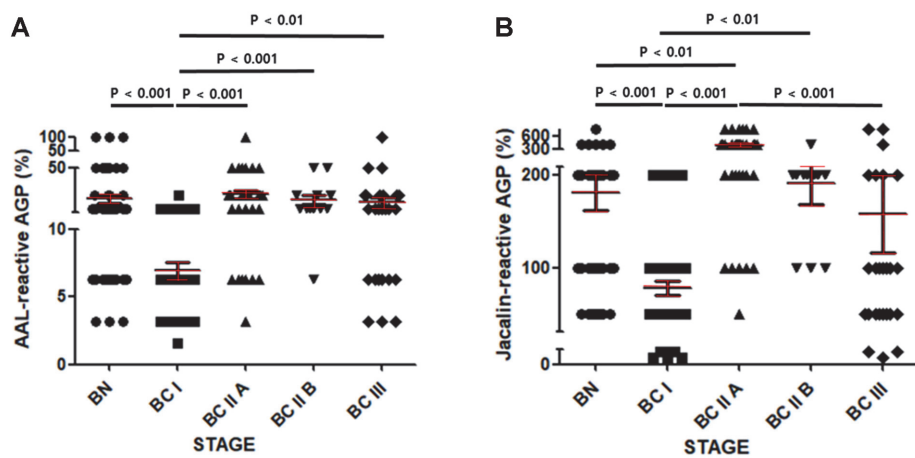 A
P < 0.01
P < 0.001
P < 0.001 P < 0.001
AAL-reactive AGP (%)
100
50
50
10
5
0
BN
BC I
BC II A
BC II B
BC III
STAGE
B
P < 0.001
P < 0.01
P < 0.001 P < 0.001 P < 0.001
Jacalin-reactive AGP (%)
600
300
200
100
0
BN
BC I
BC II A
BC II B
BC III
STAGE